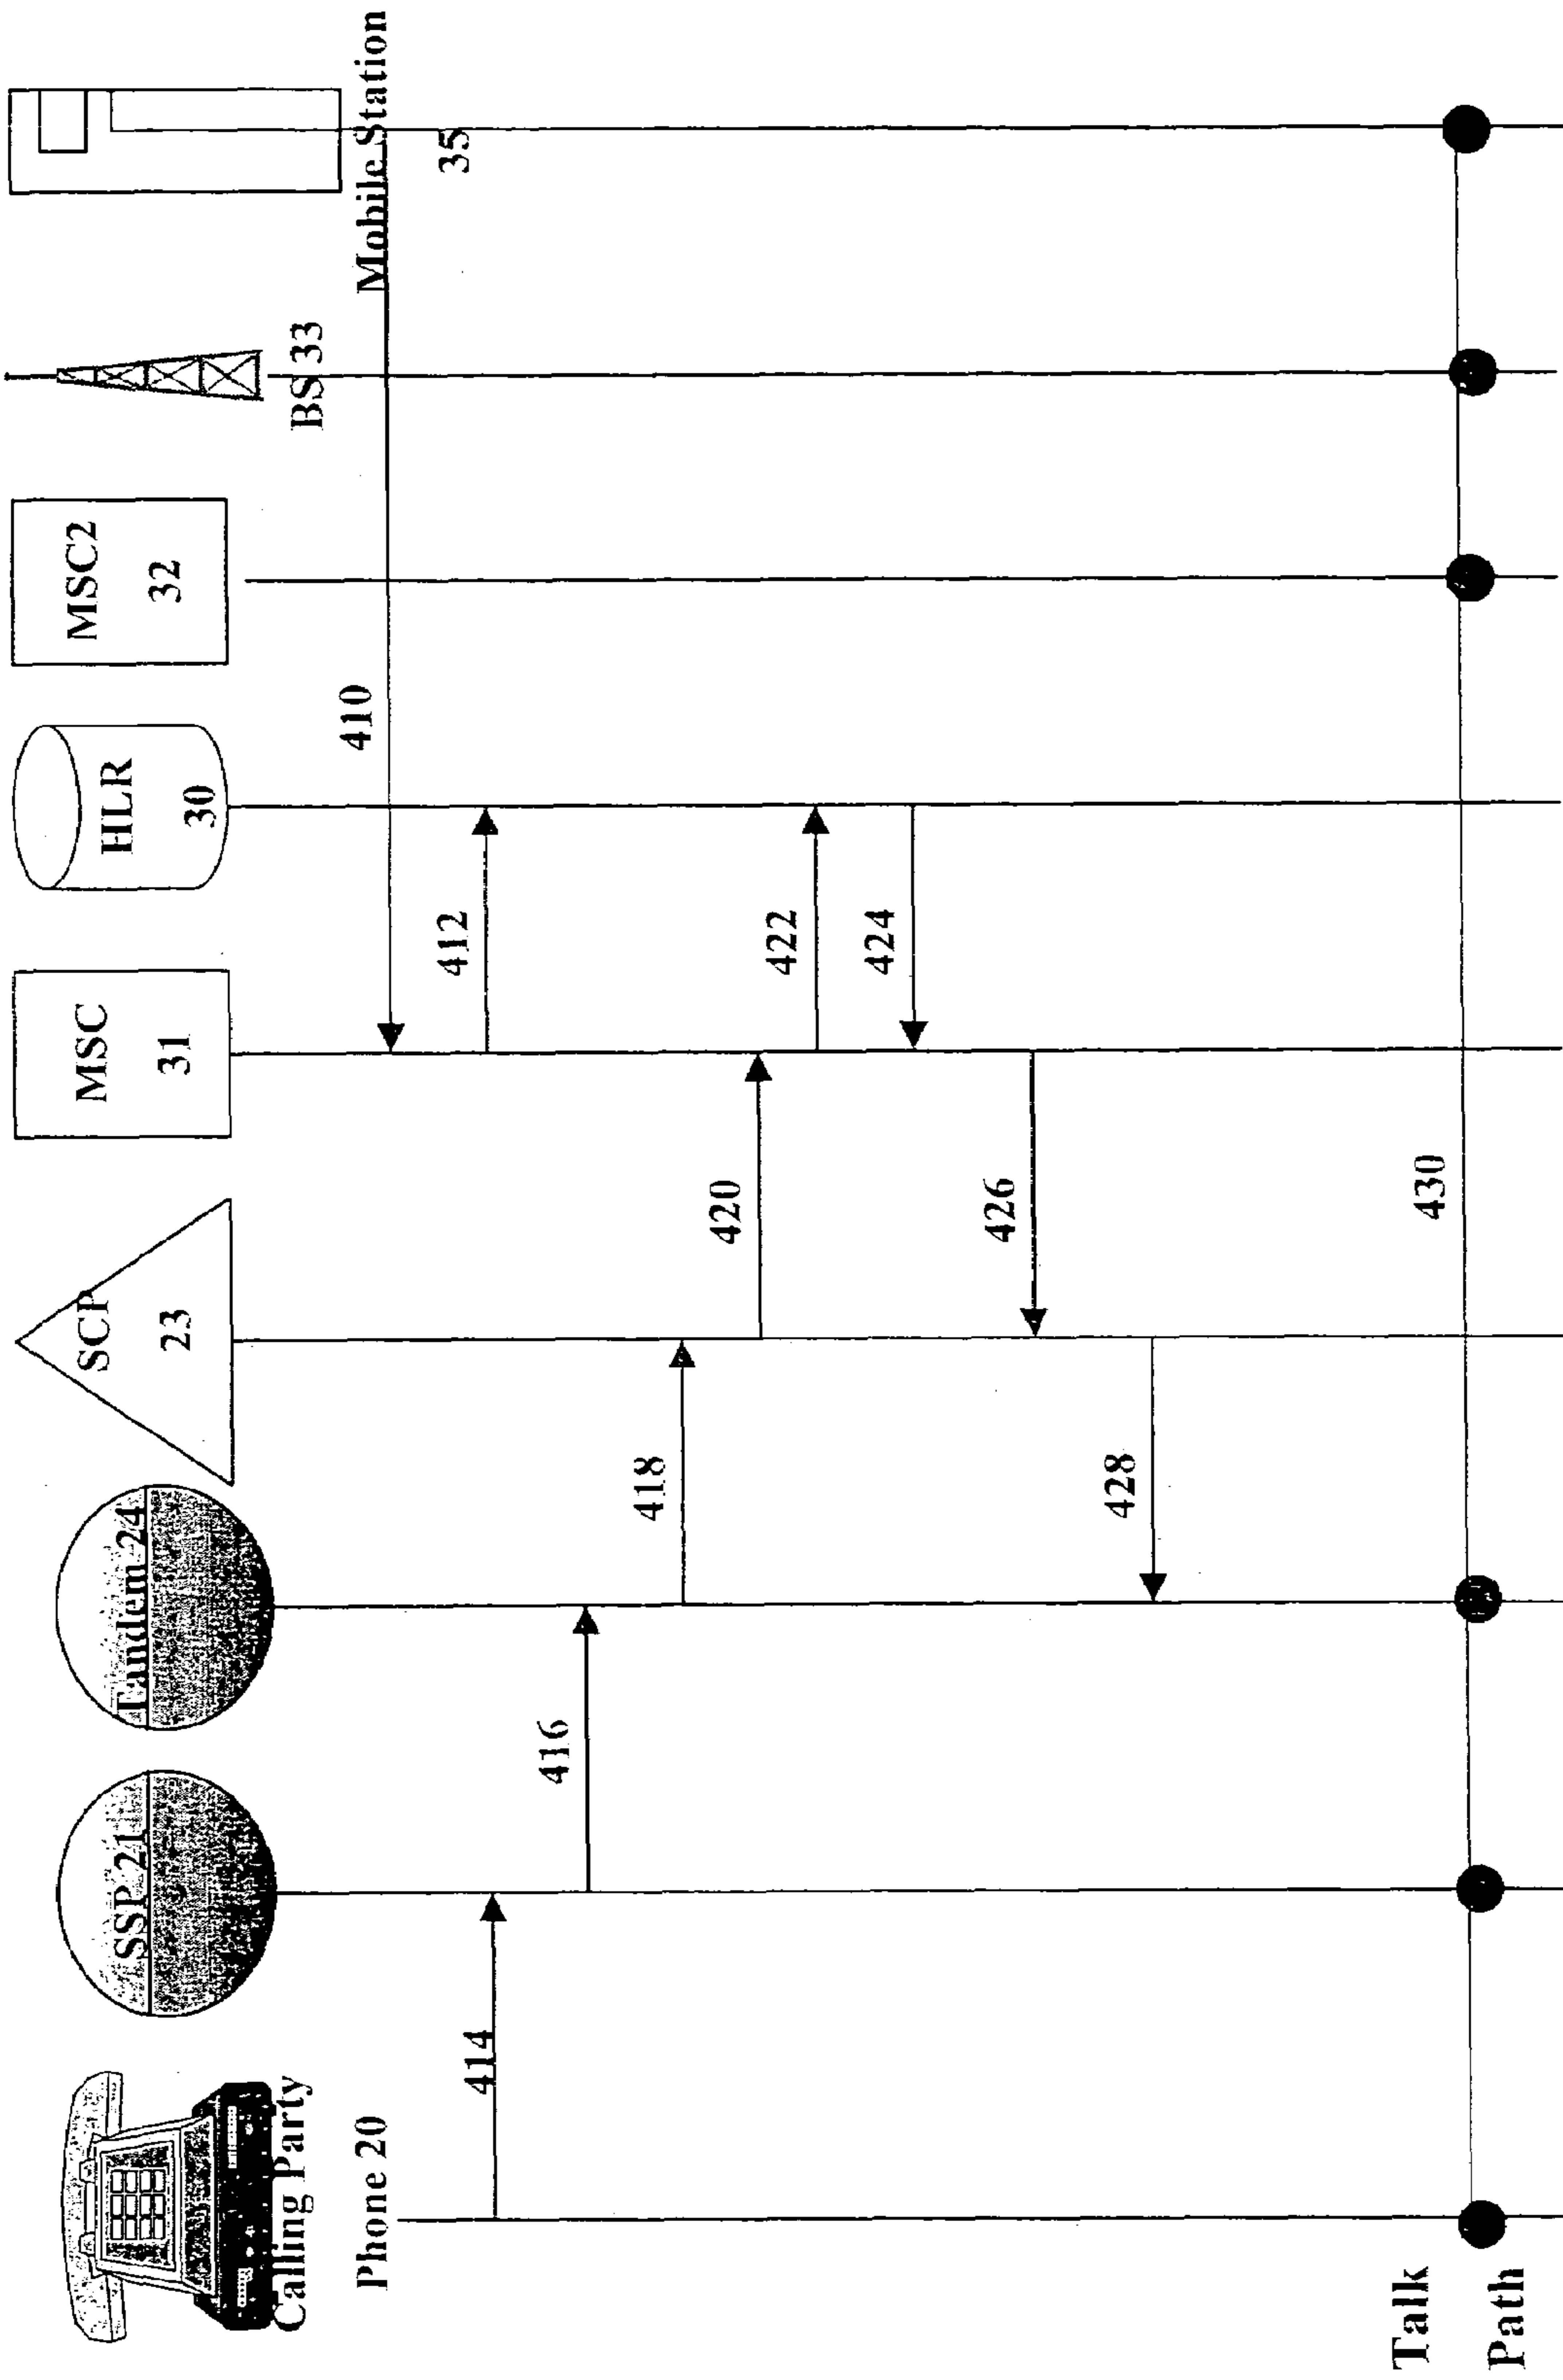 Calling Party
Phone 20
SSP 21
Tandem 24
SCP
23
MSC
31
HLR
30
MSC2
32
BS 33
Mobile Station
35
410
412
414
416
418
420
422
424
426
428
430
Talk
Path